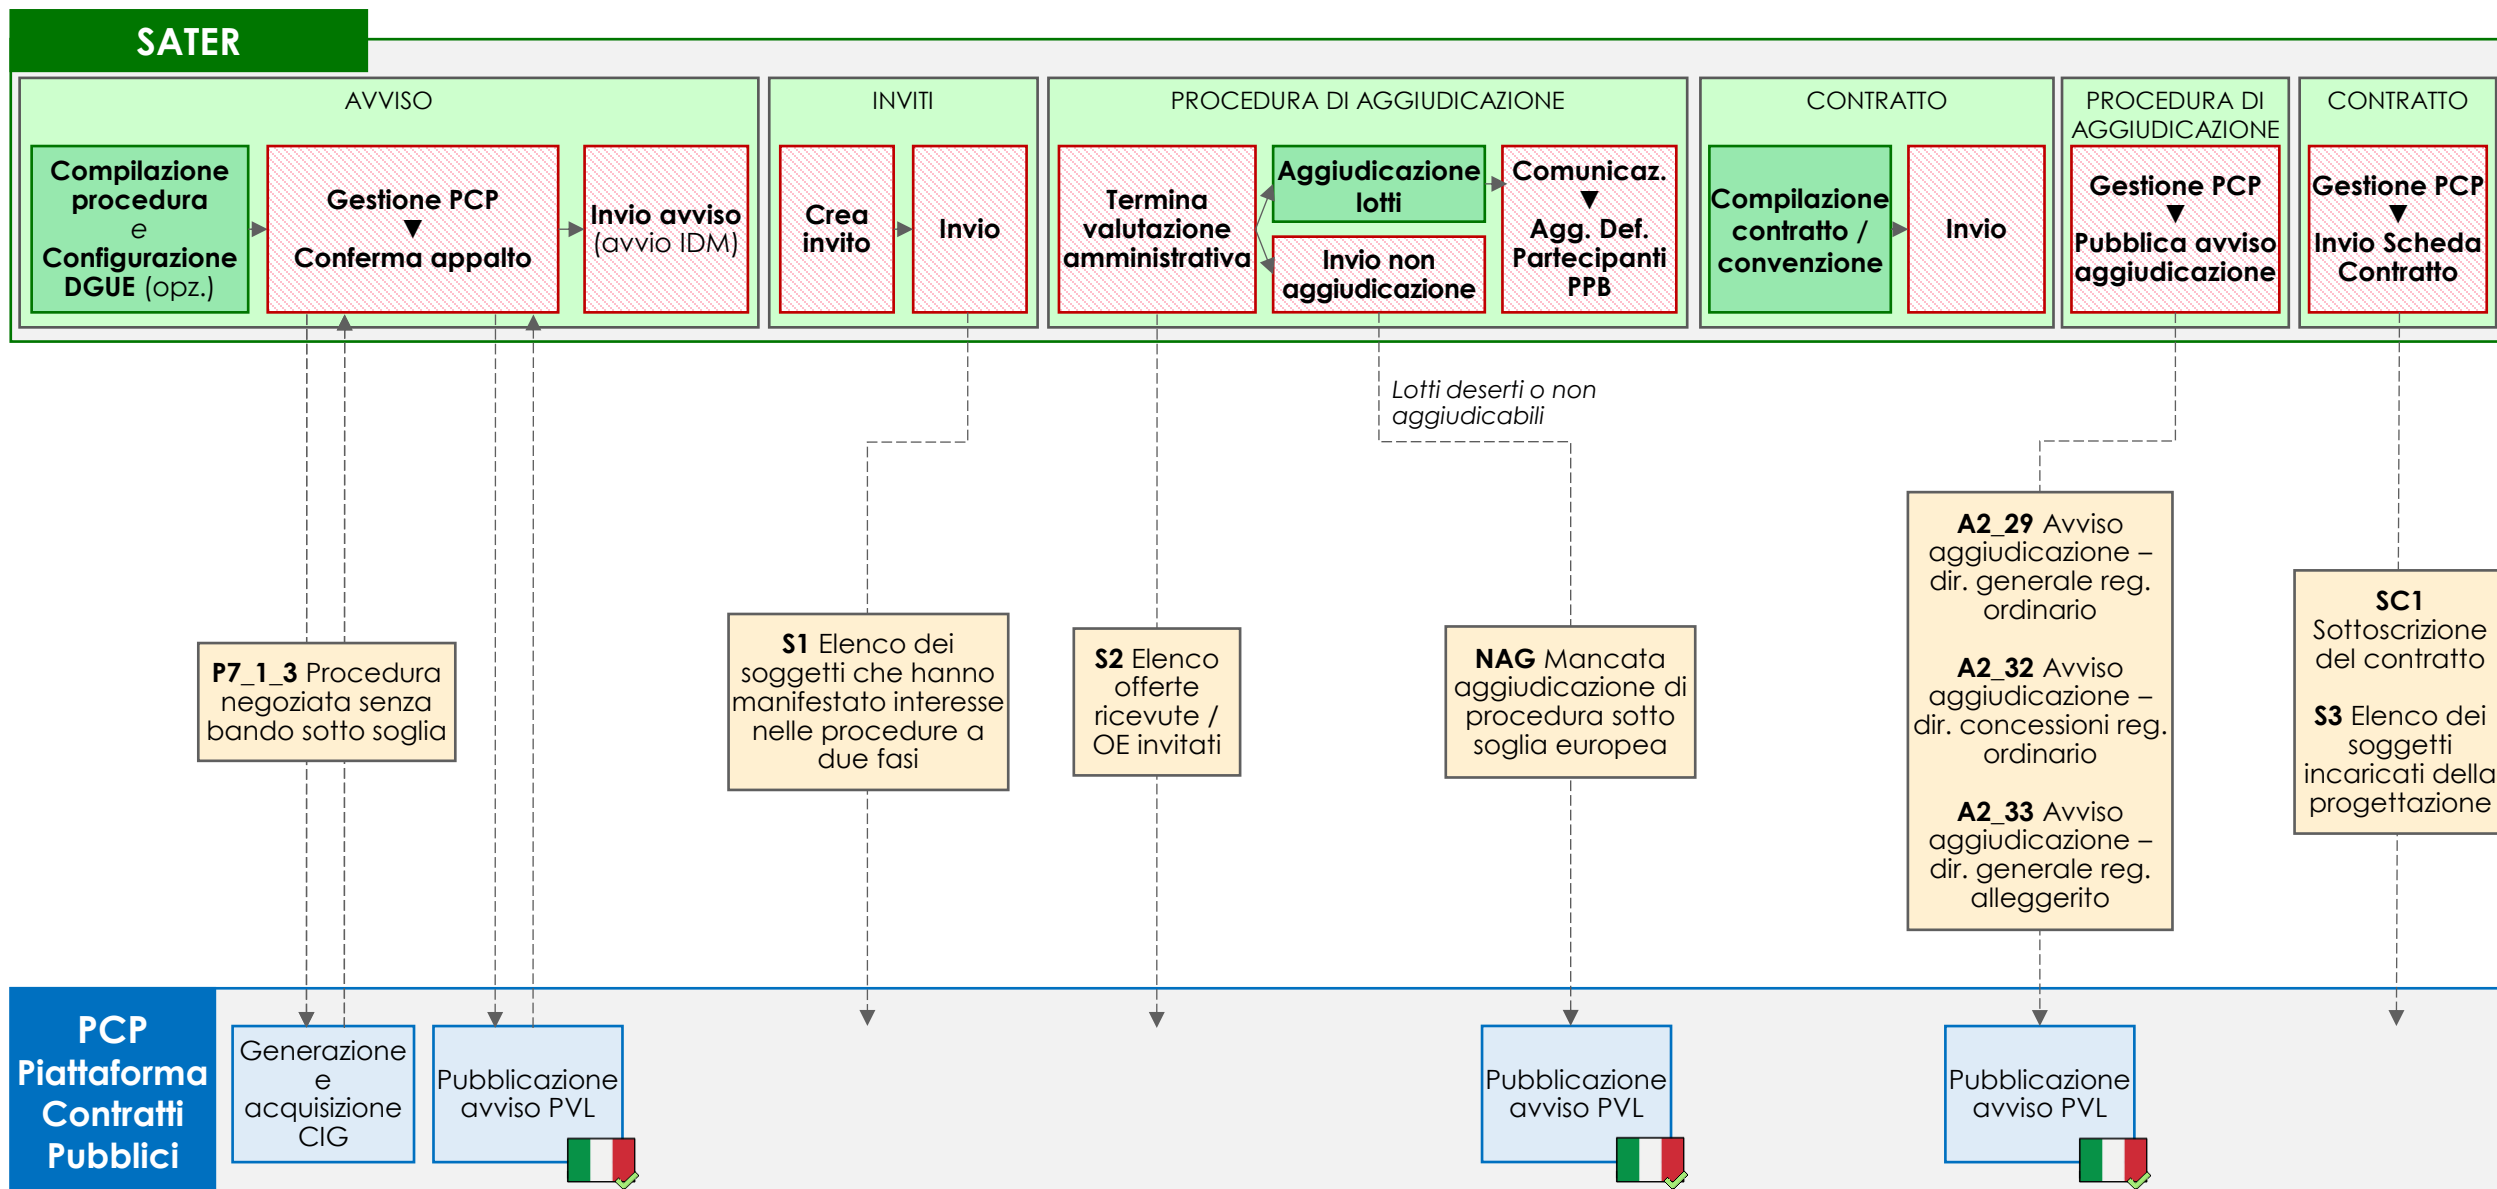 SATER
AVVISO
Compilazione
procedura
e
Configurazione
DGUE (opz.)
Gestione PCP
▼
Conferma appalto
Invio avviso
(avvio IDM)
INVITI
Crea
invito
Invio
PROCEDURA DI AGGIUDICAZIONE
Termina
valutazione
amministrativa
Aggiudicazione
lotti
Invio non
aggiudicazione
Comunicaz.
▼
Agg. Def.
Partecipanti
PPB
CONTRATTO
Compilazione
contratto /
convenzione
Invio
PROCEDURA DI
AGGIUDICAZIONE
Gestione PCP
▼
Pubblica avviso
aggiudicazione
CONTRATTO
Gestione PCP
▼
Invio Scheda
Contratto
Lotti deserti o non
aggiudicabili
P7_1_3 Procedura
negoziata senza
bando sotto soglia
S1 Elenco dei
soggetti che hanno
manifestato interesse
nelle procedure a
due fasi
S2 Elenco
offerte
ricevute /
OE invitati
NAG Mancata
aggiudicazione di
procedura sotto
soglia europea
A2_29 Avviso
aggiudicazione –
dir. generale reg.
ordinario
A2_32 Avviso
aggiudicazione –
dir. concessioni reg.
ordinario
A2_33 Avviso
aggiudicazione –
dir. generale reg.
alleggerito
SC1
Sottoscrizione
del contratto
S3 Elenco dei
soggetti
incaricati della
progettazione
PCP
Piattaforma
Contratti
Pubblici
Generazione
e
acquisizione
CIG
Pubblicazione
avviso PVL
Pubblicazione
avviso PVL
Pubblicazione
avviso PVL